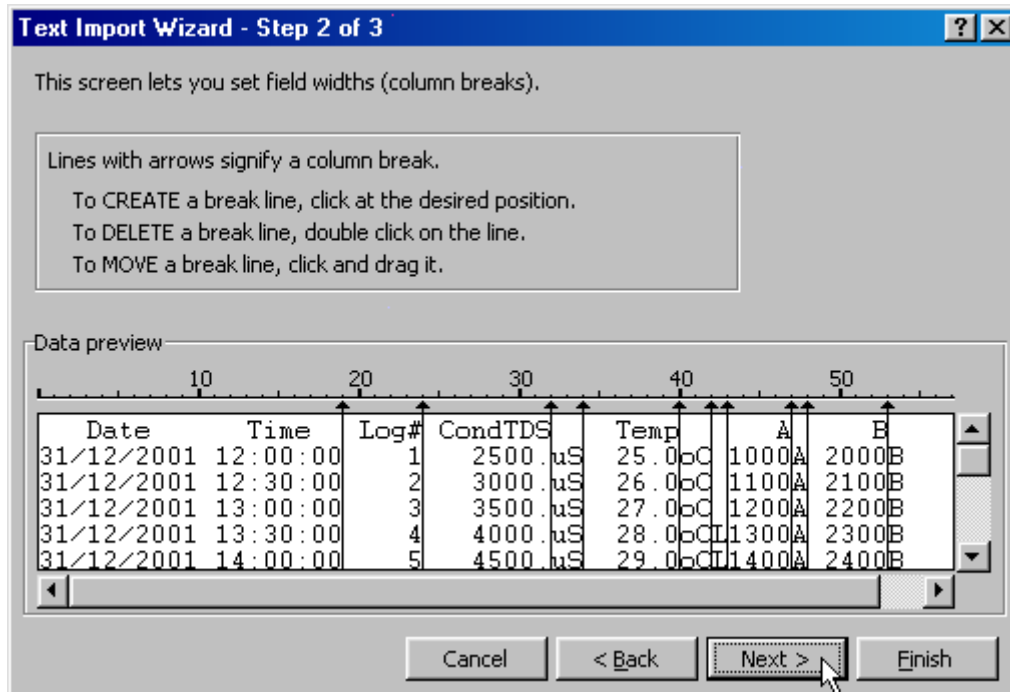 Text Import Wizard - Step 2 of 3
This screen lets you set field widths (column breaks).
Lines with arrows signify a column break.
To CREATE a break line, click at the desired position.
To DELETE a break line, double click on the line.
To MOVE a break line, click and drag it.
Data preview
10 20 30 40 50
Date Time Log# CondTDS Temp A B
31/12/2001 12:00:00 1 2500.uS 25.0oC 1000A 2000B
31/12/2001 12:30:00 2 3000.uS 26.0oC 1100A 2100B
31/12/2001 13:00:00 3 3500.uS 27.0oC 1200A 2200B
31/12/2001 13:30:00 4 4000.uS 28.0oCL1300A 2300B
31/12/2001 14:00:00 5 4500.uS 29.0oCL1400A 2400B
Cancel < Back Next > Finish